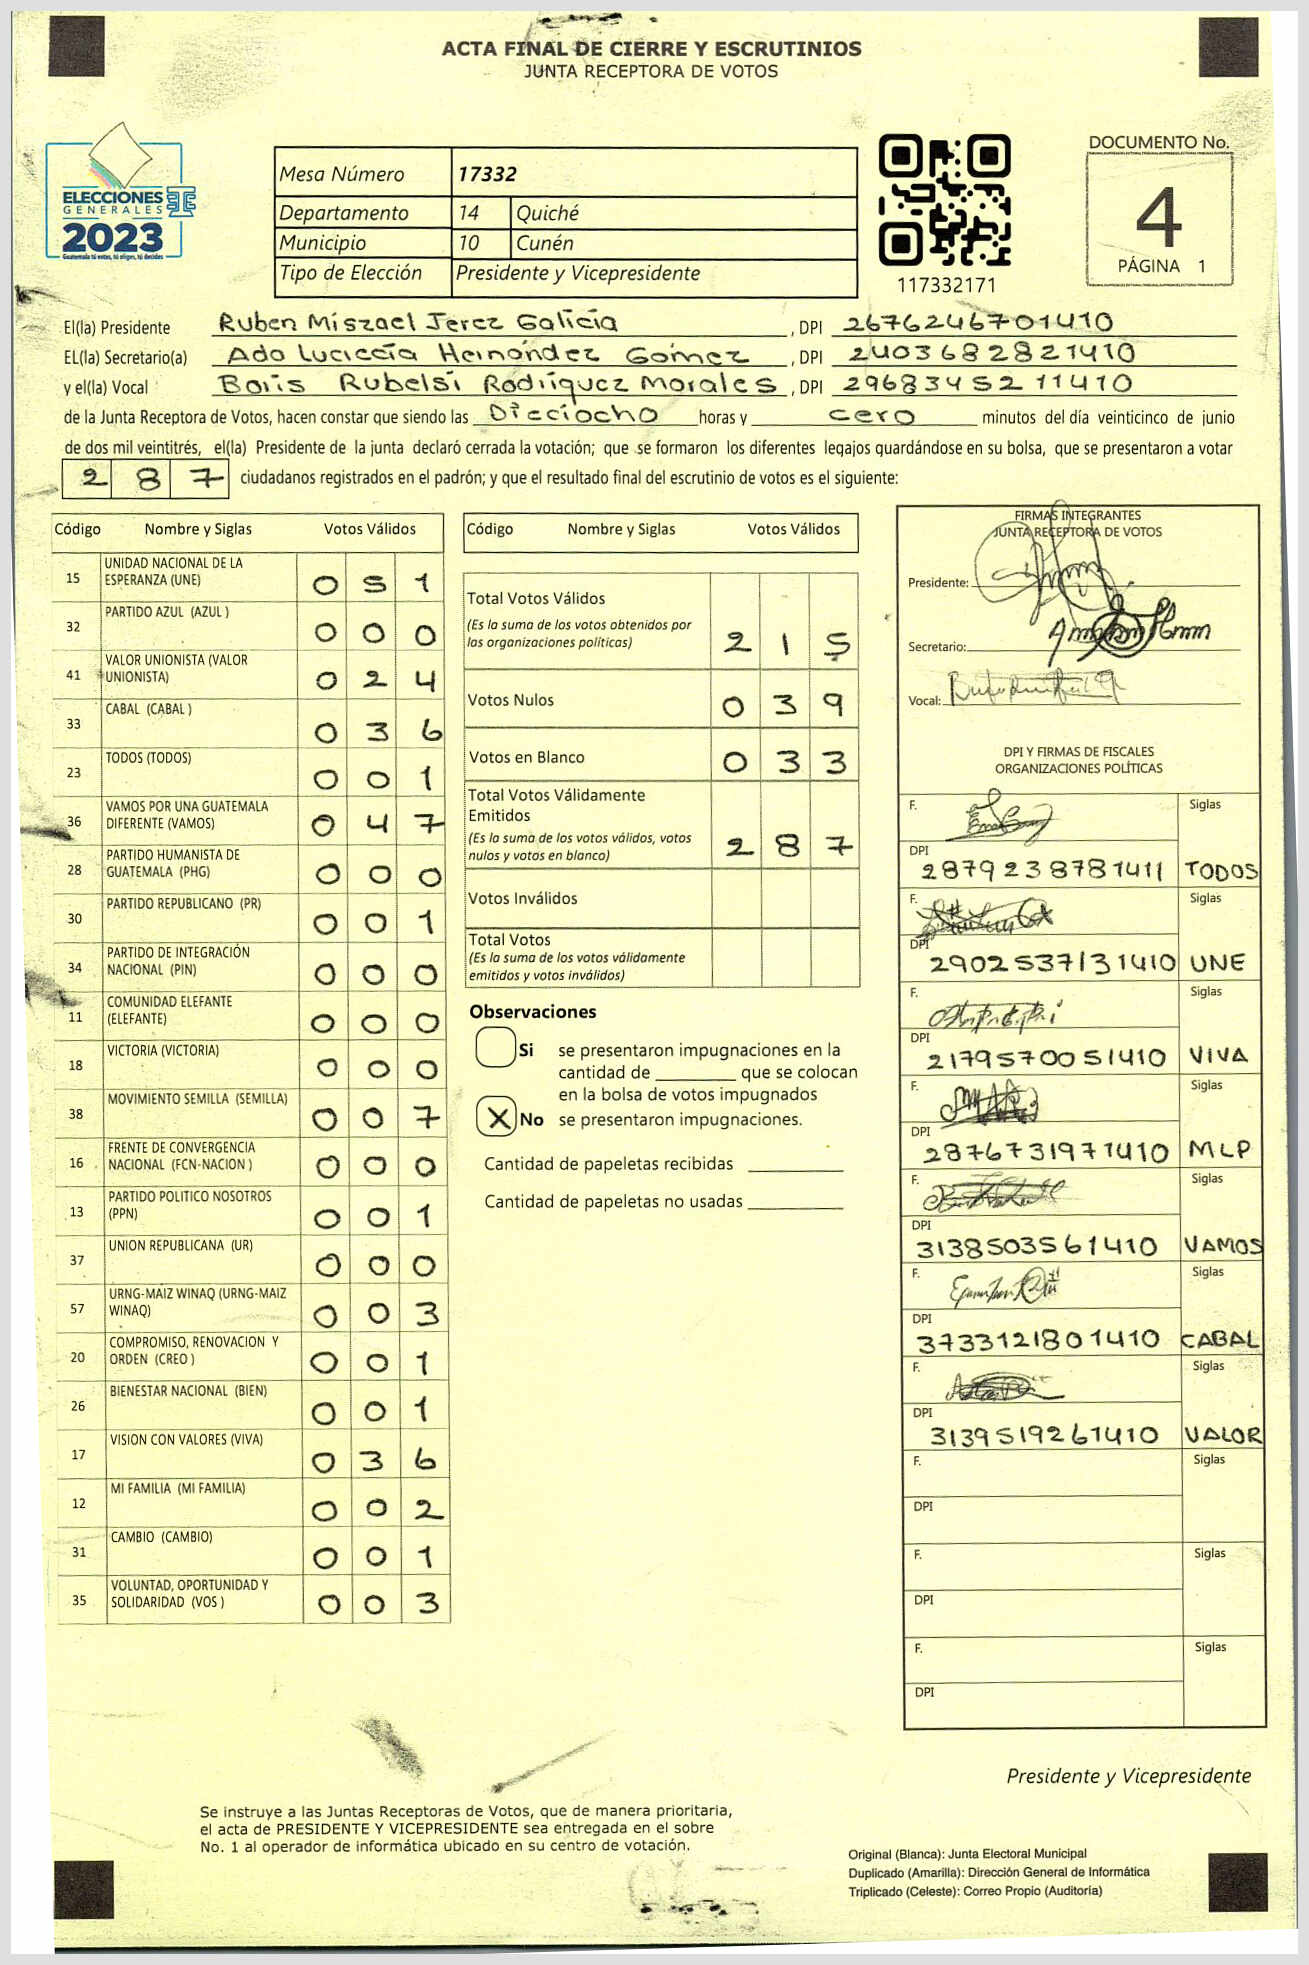 ACTA FINAL DE CIERRE Y ESCRUTINIOS
JUNTA RECEPTORA DE VOTOS
ELECCIONES
GENERALES
2023
Guatemala tú votas, tú eliges, tú decides
Mesa Número 17332
Departamento 14 Quiché
Municipio 10 Cunén
Tipo de Elección Presidente y Vicepresidente
117332171
DOCUMENTO No.
4
PÁGINA 1
El(la) Presidente Ruben Miszael Jerez Galicia , DPI 2676246701410
EL(la) Secretario(a) Ado Luciccía Hernóndez Gómez , DPI 2403682821410
y el(la) Vocal Boris Rubelsi Rodríquez Morales , DPI 2968345211410
de la Junta Receptora de Votos, hacen constar que siendo las Dieciocho horas y cero minutos del día veinticinco de junio
de dos mil veintitrés, el(la) Presidente de la junta declaró cerrada la votación; que se formaron los diferentes legajos guardándose en su bolsa, que se presentaron a votar
2 8 7 ciudadanos registrados en el padrón; y que el resultado final del escrutinio de votos es el siguiente:
Código Nombre y Siglas Votos Válidos
15 UNIDAD NACIONAL DE LA
ESPERANZA (UNE) 0 5 1
32 PARTIDO AZUL (AZUL ) 0 0 0
41 VALOR UNIONISTA (VALOR
UNIONISTA) 0 2 4
33 CABAL (CABAL ) 0 3 6
23 TODOS (TODOS) 0 0 1
36 VAMOS POR UNA GUATEMALA
DIFERENTE (VAMOS) 0 4 7
28 PARTIDO HUMANISTA DE
GUATEMALA (PHG) 0 0 0
30 PARTIDO REPUBLICANO (PR) 0 0 1
34 PARTIDO DE INTEGRACIÓN
NACIONAL (PIN) 0 0 0
11 COMUNIDAD ELEFANTE
(ELEFANTE) 0 0 0
18 VICTORIA (VICTORIA) 0 0 0
38 MOVIMIENTO SEMILLA (SEMILLA) 0 0 7
16 FRENTE DE CONVERGENCIA
NACIONAL (FCN-NACION ) 0 0 0
13 PARTIDO POLITICO NOSOTROS
(PPN) 0 0 1
37 UNION REPUBLICANA (UR) 0 0 0
57 URNG-MAIZ WINAQ (URNG-MAIZ
WINAQ) 0 0 3
20 COMPROMISO, RENOVACION Y
ORDEN (CREO ) 0 0 1
26 BIENESTAR NACIONAL (BIEN) 0 0 1
17 VISION CON VALORES (VIVA) 0 3 6
12 MI FAMILIA (MI FAMILIA) 0 0 2
31 CAMBIO (CAMBIO) 0 0 1
35 VOLUNTAD, OPORTUNIDAD Y
SOLIDARIDAD (VOS ) 0 0 3
Código Nombre y Siglas Votos Válidos
Total Votos Válidos
(Es la suma de los votos obtenidos por
las organizaciones políticas) 2 1 5
Votos Nulos 0 3 9
Votos en Blanco 0 3 3
Total Votos Válidamente
Emitidos
(Es la suma de los votos válidos, votos
nulos y votos en blanco) 2 8 7
Votos Inválidos
Total Votos
(Es la suma de los votos válidamente
emitidos y votos inválidos)
Observaciones
Si se presentaron impugnaciones en la
cantidad de ________ que se colocan
en la bolsa de votos impugnados
X No se presentaron impugnaciones.
Cantidad de papeletas recibidas
Cantidad de papeletas no usadas
FIRMAS INTEGRANTES
JUNTA RECEPTORA DE VOTOS
Presidente:
Secretario:
Vocal:
DPI Y FIRMAS DE FISCALES
ORGANIZACIONES POLÍTICAS
F. Siglas
DPI 2879238781411 TODOS
F. Siglas
DPI 2902537131410 UNE
F. Siglas
DPI 2179570051410 VIVA
F. Siglas
DPI 2876731971410 MLP
F. Siglas
DPI 3138503561410 VAMOS
F. Siglas
DPI 3733121801410 CABAL
F. Siglas
DPI 3139519261410 VALOR
F. Siglas
DPI
F. Siglas
DPI
F. Siglas
DPI
Presidente y Vicepresidente
Se instruye a las Juntas Receptoras de Votos, que de manera prioritaria,
el acta de PRESIDENTE Y VICEPRESIDENTE sea entregada en el sobre
No. 1 al operador de informática ubicado en su centro de votación.
Original (Blanca): Junta Electoral Municipal
Duplicado (Amarilla): Dirección General de Informática
Triplicado (Celeste): Correo Propio (Auditoría)